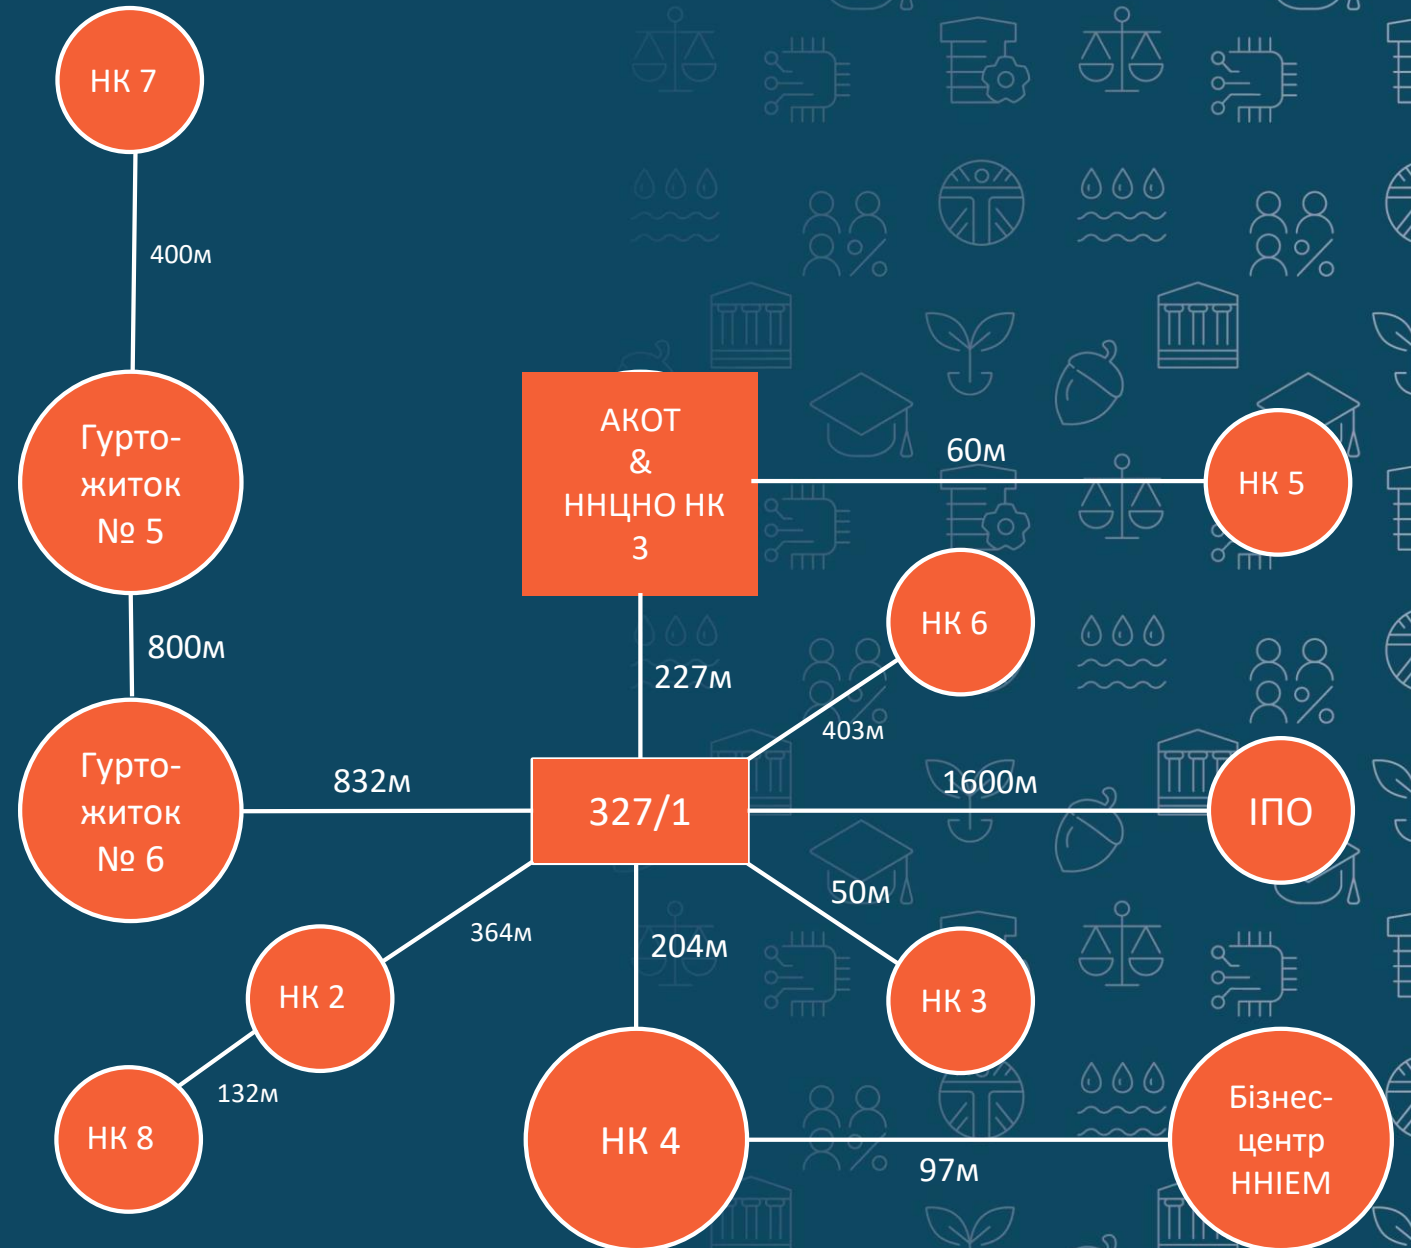 НК 7
400м
Гурто-
житок
№ 5
АКОТ
&
ННЦНО НК
3
60м
НК 5
НК 6
800м
227м
403м
Гурто-
житок
№ 6
832м
327/1
1600м
ІПО
50м
364м
204м
НК 2
НК 3
132м
НК 8
НК 4
97м
Бізнес-
центр
ННІЕМ